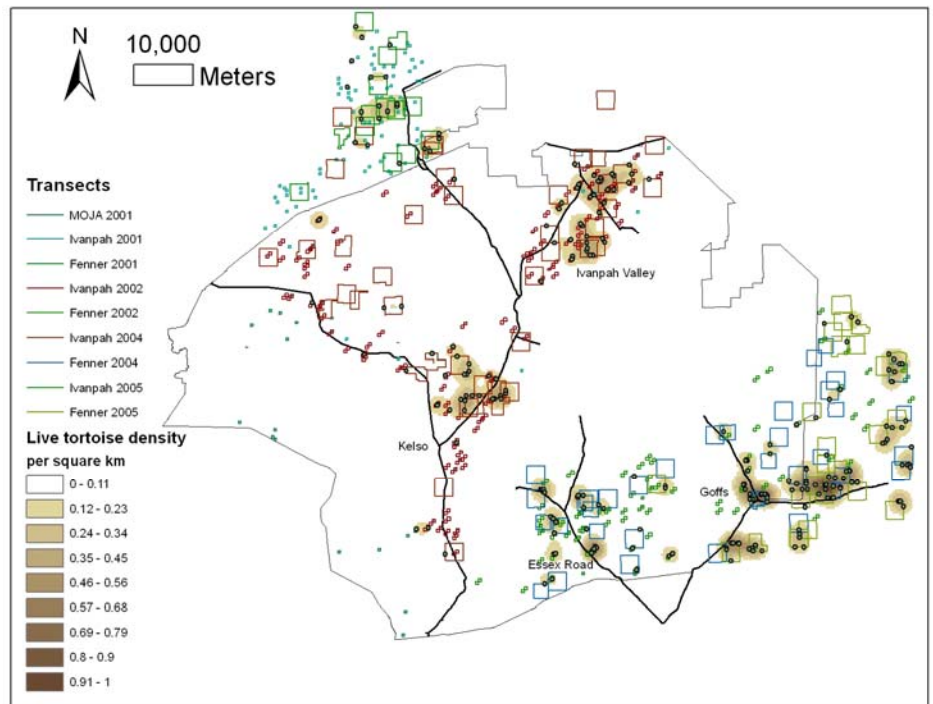 N
10,000
Meters
Transects
MOJA 2001
Ivanpah 2001
Fenner 2001
Ivanpah 2002
Fenner 2002
Ivanpah 2004
Fenner 2004
Ivanpah 2005
Fenner 2005
Live tortoise density
per square km
0 - 0.11
0.12 - 0.23
0.24 - 0.34
0.35 - 0.45
0.46 - 0.56
0.57 - 0.68
0.69 - 0.79
0.8 - 0.9
0.91 - 1
Ivanpah Valley
Kelso
Goffs
Essex Road